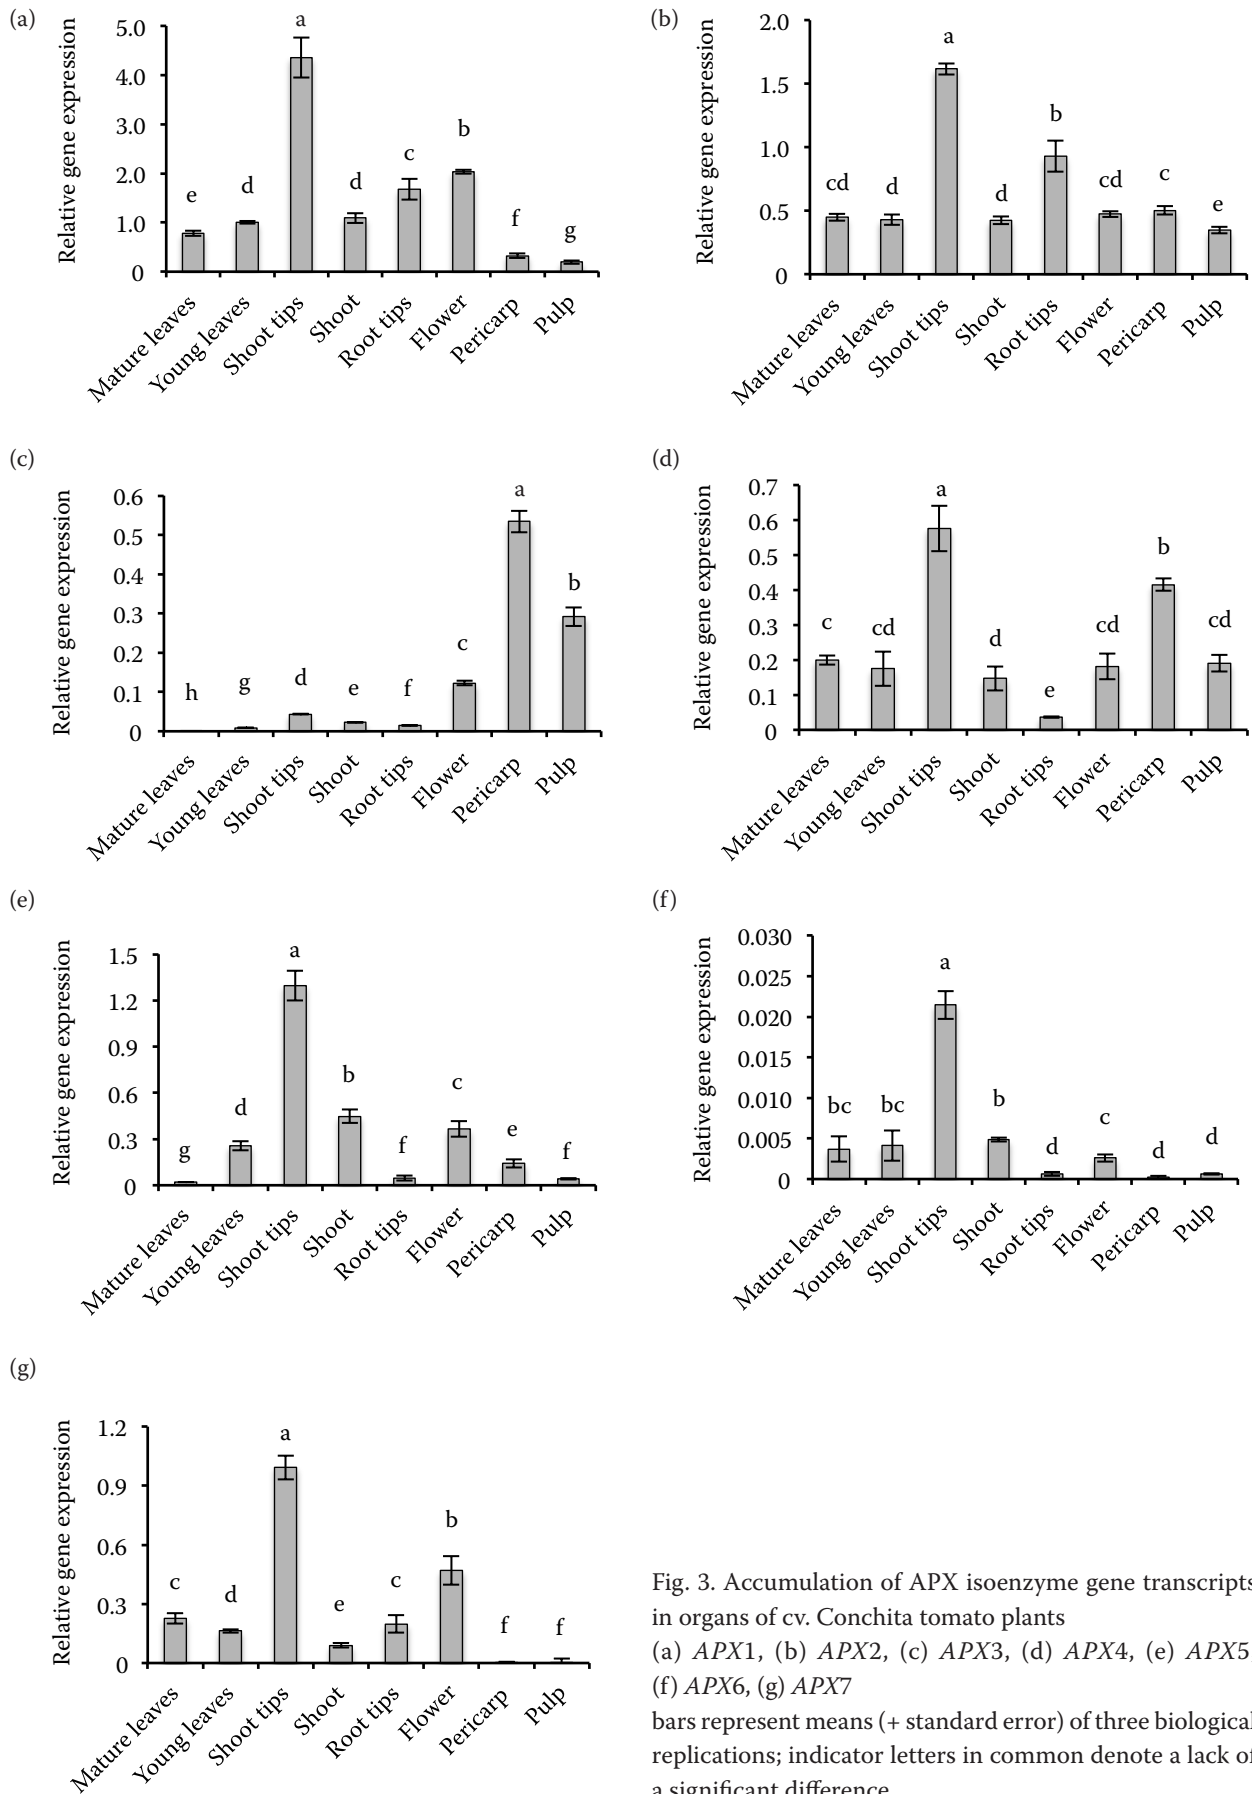 (a)
Relative gene expression
5.0
4.0
3.0
2.0
1.0
0
e
d
a
d
c
b
f
g
Mature leaves
Young leaves
Shoot tips
Shoot
Root tips
Flower
Pericarp
Pulp
(b)
Relative gene expression
2.0
1.5
1.0
0.5
0
cd
d
a
d
b
cd
c
e
Mature leaves
Young leaves
Shoot tips
Shoot
Root tips
Flower
Pericarp
Pulp
(c)
Relative gene expression
0.6
0.5
0.4
0.3
0.2
0.1
0
h
g
d
e
f
c
a
b
Mature leaves
Young leaves
Shoot tips
Shoot
Root tips
Flower
Pericarp
Pulp
(d)
Relative gene expression
0.7
0.6
0.5
0.4
0.3
0.2
0.1
0
c
cd
a
d
e
cd
b
cd
Mature leaves
Young leaves
Shoot tips
Shoot
Root tips
Flower
Pericarp
Pulp
(e)
Relative gene expression
1.5
1.2
0.9
0.6
0.3
0
g
d
a
b
f
c
e
f
Mature leaves
Young leaves
Shoot tips
Shoot
Root tips
Flower
Pericarp
Pulp
(f)
Relative gene expression
0.030
0.025
0.020
0.015
0.010
0.005
0
bc
bc
a
b
d
c
d
d
Mature leaves
Young leaves
Shoot tips
Shoot
Root tips
Flower
Pericarp
Pulp
(g)
Relative gene expression
1.2
0.9
0.6
0.3
0
c
d
a
e
c
b
f
f
Mature leaves
Young leaves
Shoot tips
Shoot
Root tips
Flower
Pericarp
Pulp
Fig. 3. Accumulation of APX isoenzyme gene transcripts
in organs of cv. Conchita tomato plants
(a) APX1, (b) APX2, (c) APX3, (d) APX4, (e) APX5
(f) APX6, (g) APX7
bars represent means (+ standard error) of three biological
replications; indicator letters in common denote a lack of
a significant difference